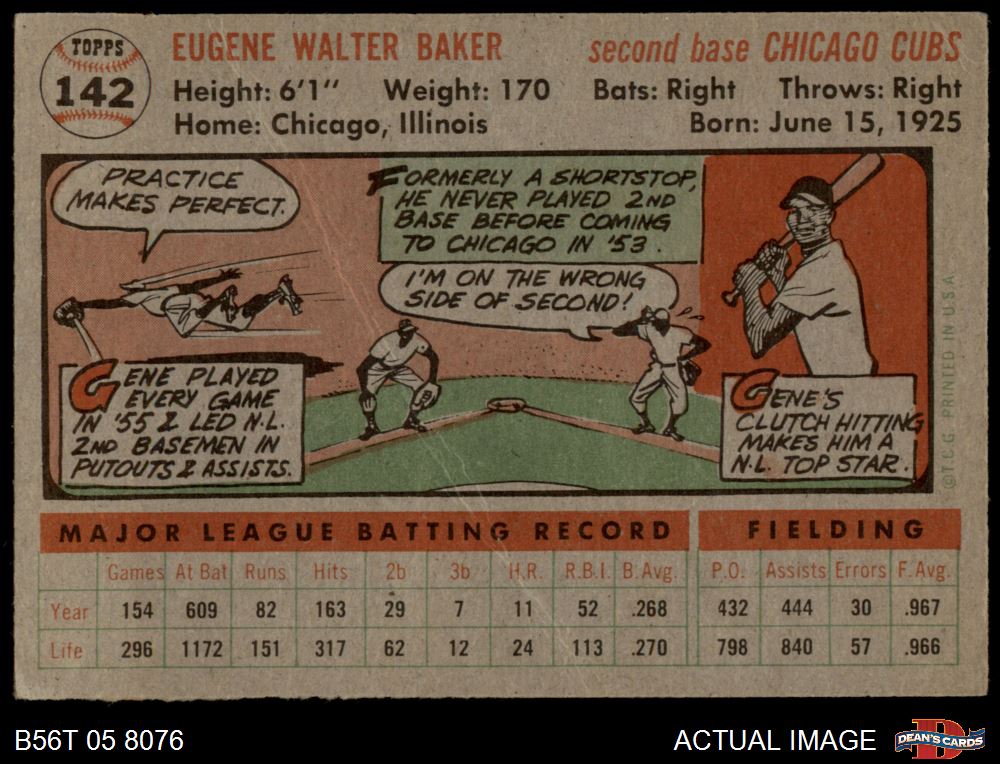 TOPPS
142
EUGENE WALTER BAKER second base CHICAGO CUBS
Height: 6'1" Weight: 170 Bats: Right Throws: Right
Home: Chicago, Illinois Born: June 15, 1925
PRACTICE
MAKES PERFECT.
FORMERLY A SHORTSTOP,
HE NEVER PLAYED 2ND
BASE BEFORE COMING
TO CHICAGO IN '53.
I'M ON THE WRONG
SIDE OF SECOND!
GENE PLAYED
EVERY GAME
IN '55 & LED N.L.
2ND BASEMEN IN
PUTOUTS & ASSISTS.
GENE'S
CLUTCH HITTING
MAKES HIM A
N.L. TOP STAR.
©T.C.G. PRINTED IN U.S.A.
MAJOR LEAGUE BATTING RECORD FIELDING
Games At Bat Runs Hits 2b 3b H.R. R.B.I. B.Avg. P.O. Assists Errors F.Avg.
Year 154 609 82 163 29 7 11 52 .268 432 444 30 .967
Life 296 1172 151 317 62 12 24 113 .270 798 840 57 .966
B56T 05 8076 ACTUAL IMAGE DEAN'S CARDS